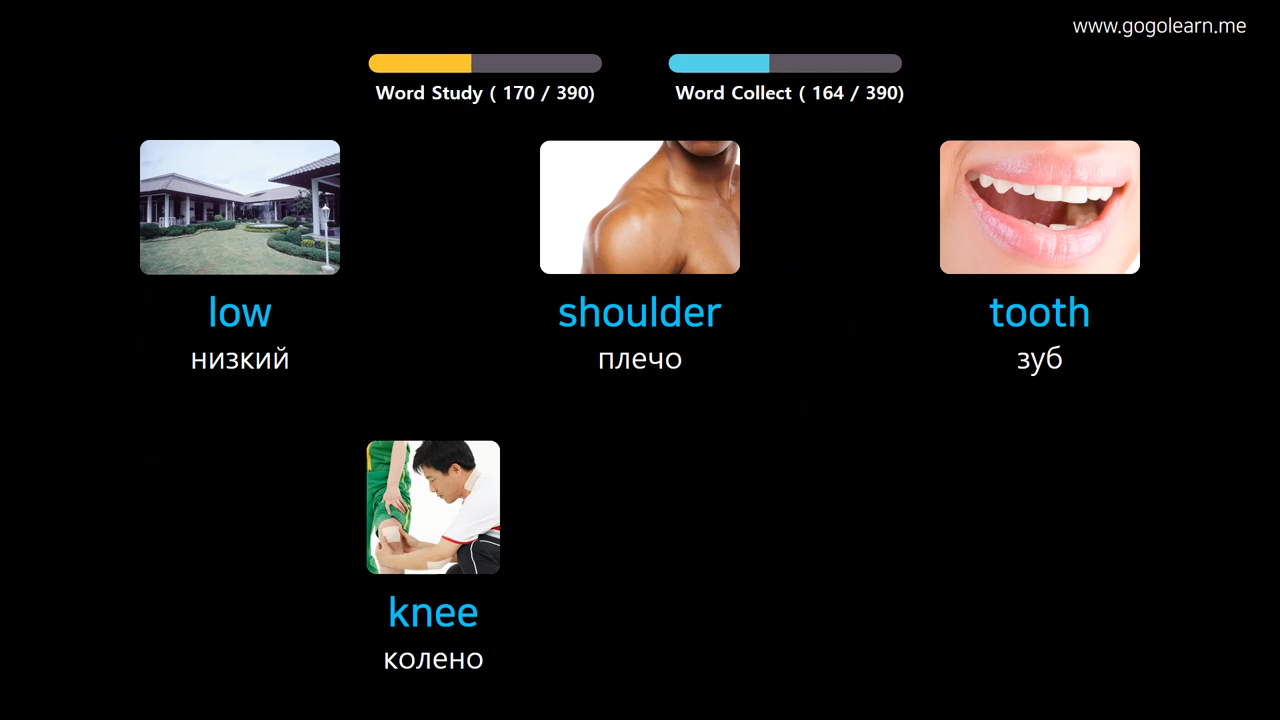 www.gogolearn.me
Word Study ( 170 / 390)
Word Collect ( 164 / 390)
low
низкий
shoulder
плечо
tooth
зуб
knee
колено